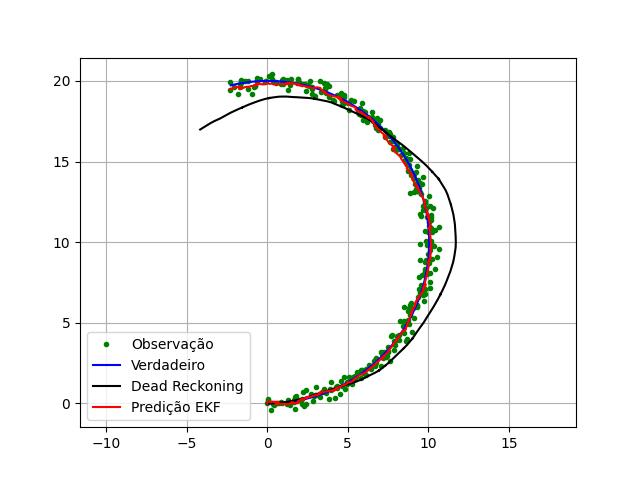 20
15
10
5
0
Observação
Verdadeiro
Dead Reckoning
Predição EKF
−10 −5 0 5 10 15